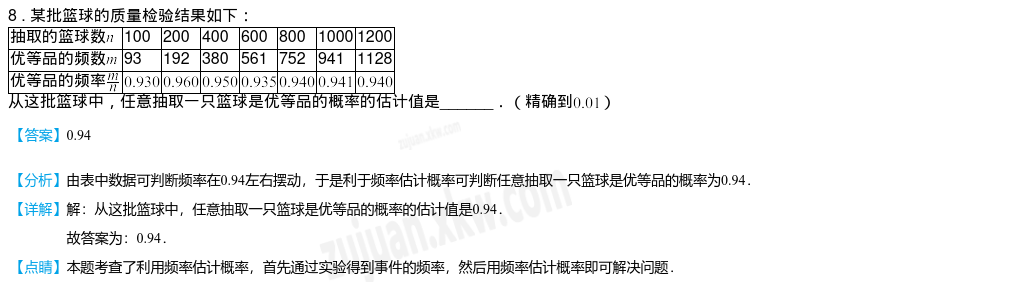 8．某批篮球的质量检验结果如下：
抽取的篮球数n 100 200 400 600 800 1000 1200
优等品的频数m 93 192 380 561 752 941 1128
优等品的频率m/n 0.930 0.960 0.950 0.935 0.940 0.941 0.940
从这批篮球中，任意抽取一只篮球是优等品的概率的估计值是_______．（精确到0.01）
【答案】0.94
【分析】由表中数据可判断频率在0.94左右摆动，于是利于频率估计概率可判断任意抽取一只篮球是优等品的概率为0.94．
【详解】解：从这批篮球中，任意抽取一只篮球是优等品的概率的估计值是0.94．
故答案为：0.94．
【点睛】本题考查了利用频率估计概率，首先通过实验得到事件的频率，然后用频率估计概率即可解决问题．
zujuan.xkw.com
zujuan.xkw.com